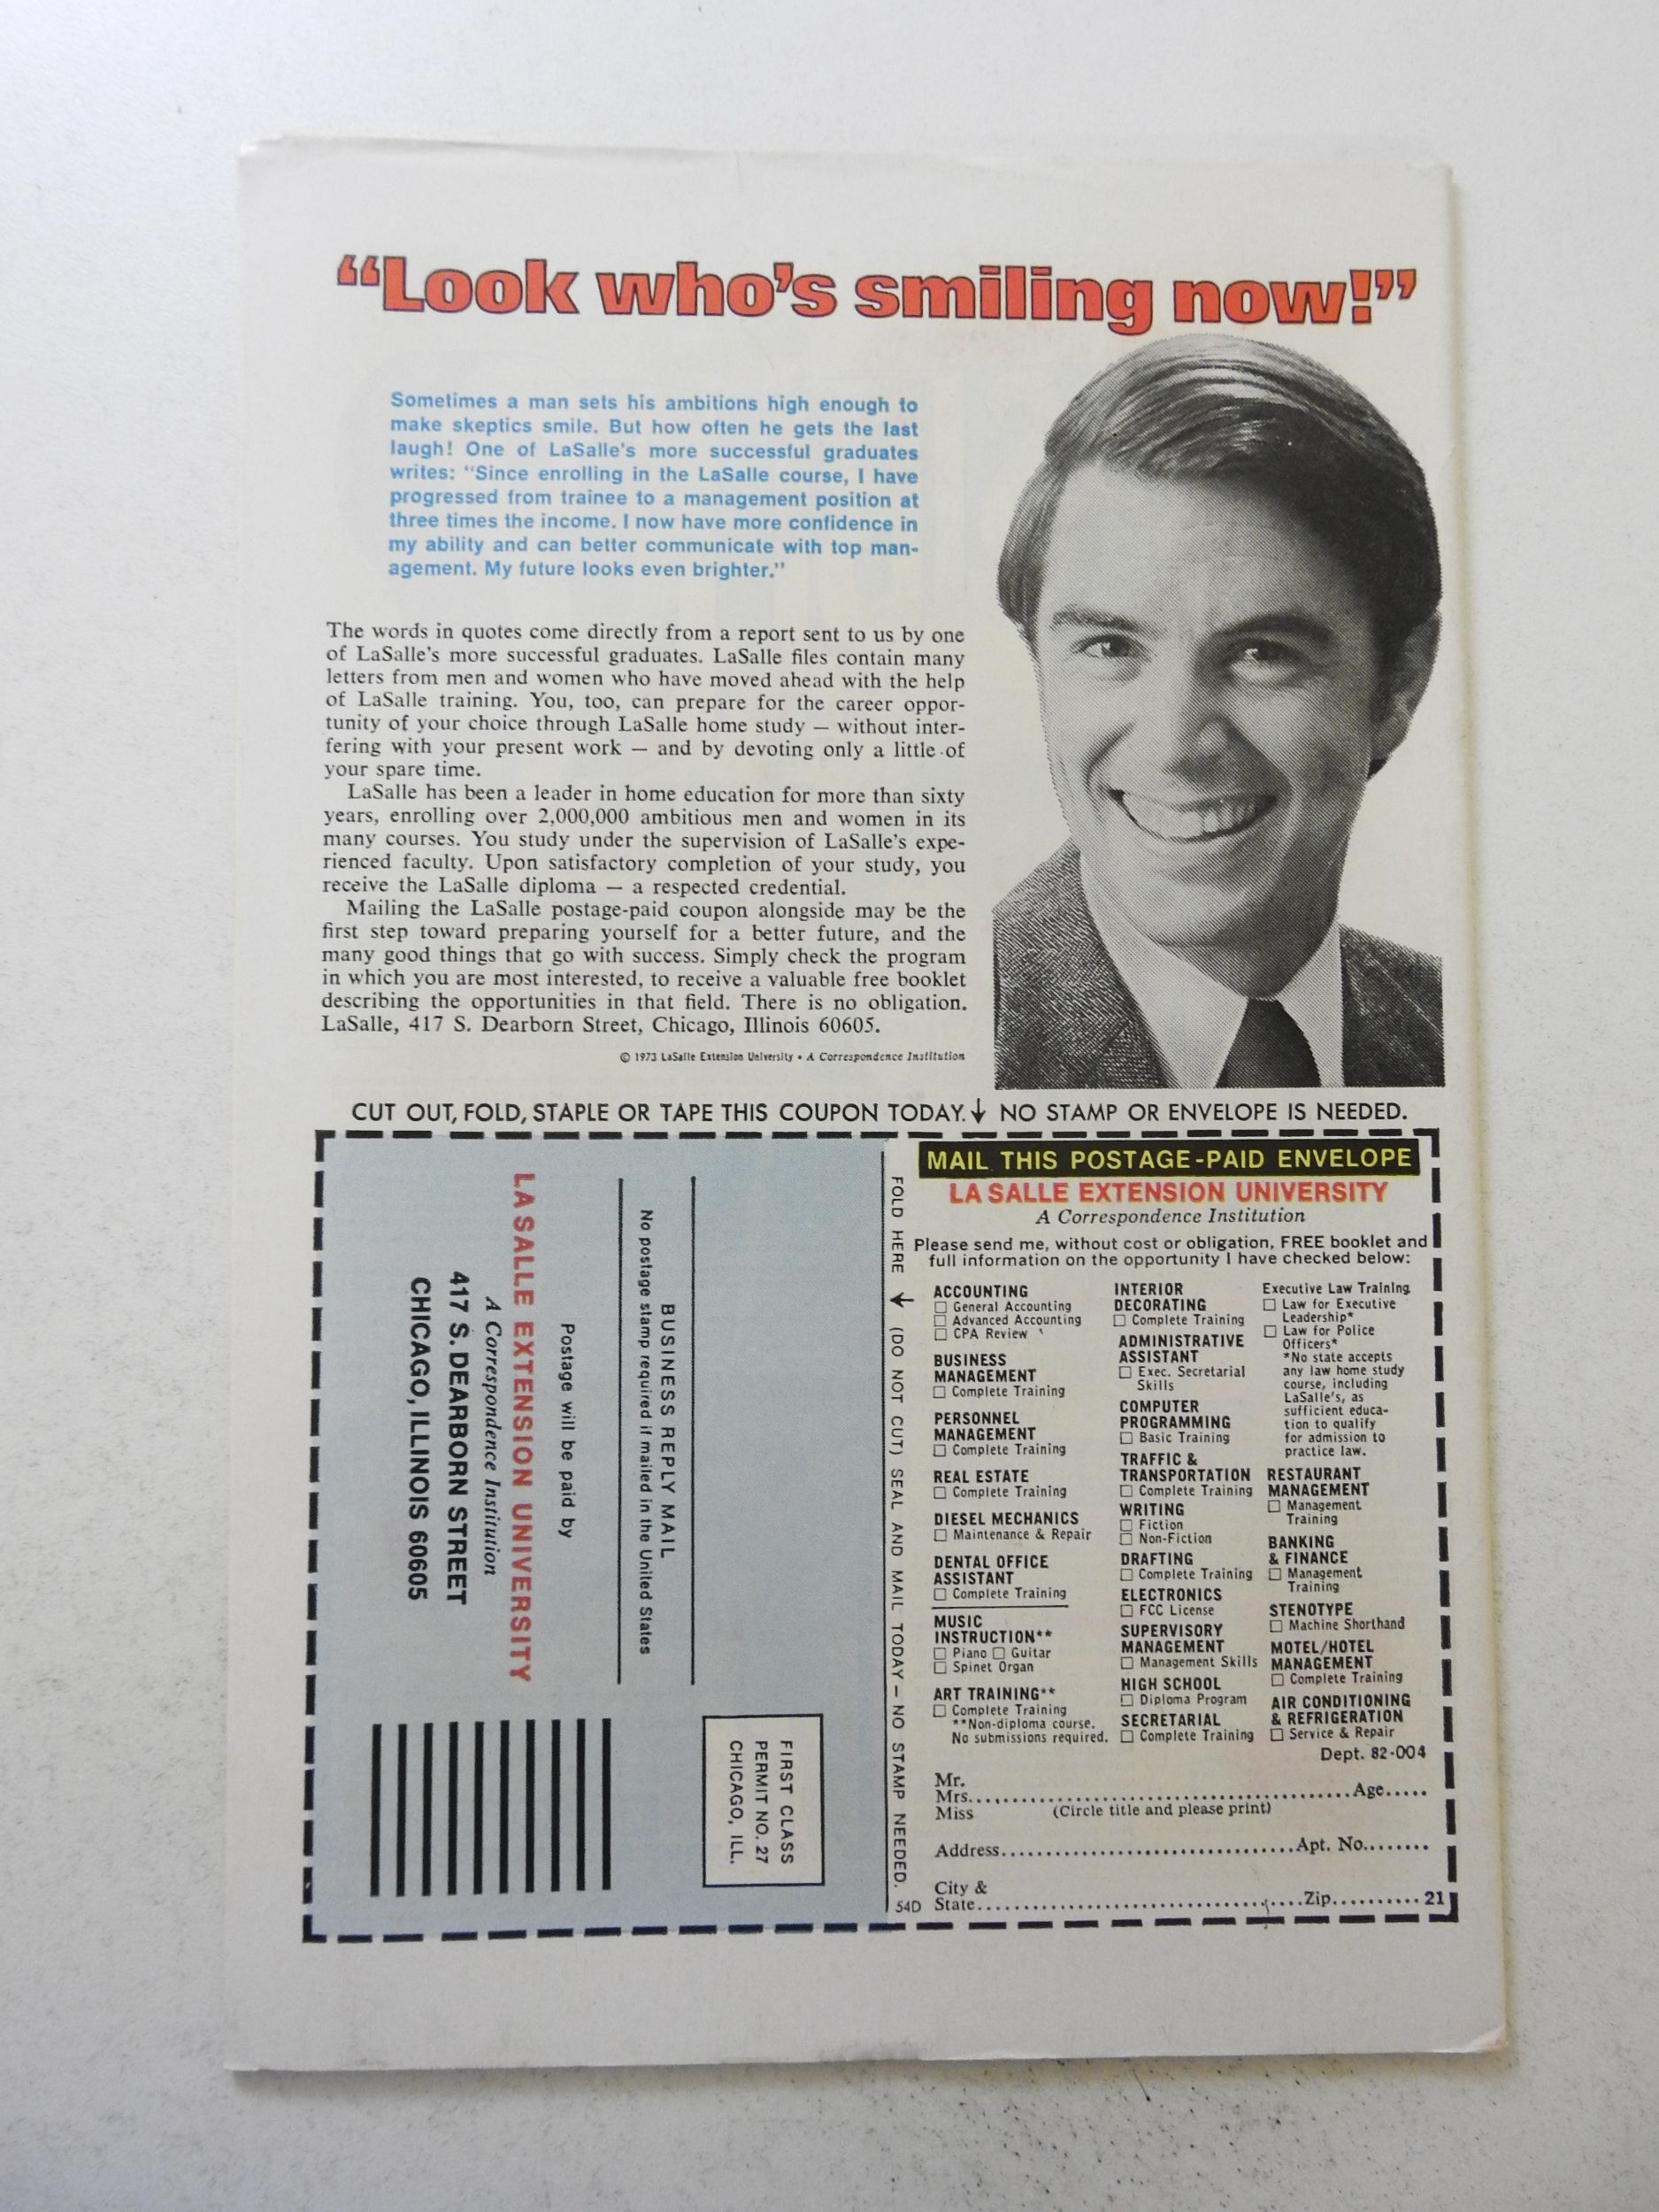 “Look who’s smiling now!”
Sometimes a man sets his ambitions high enough to
make skeptics smile. But how often he gets the last
laugh! One of LaSalle's more successful graduates
writes: “Since enrolling in the LaSalle course, I have
progressed from trainee to a management position at
three times the income. I now have more confidence in
my ability and can better communicate with top man-
agement. My future looks even brighter.”
The words in quotes come directly from a report sent to us by one
of LaSalle's more successful graduates. LaSalle files contain many
letters from men and women who have moved ahead with the help
of LaSalle training. You, too, can prepare for the career oppor-
tunity of your choice through LaSalle home study — without inter-
fering with your present work — and by devoting only a little of
your spare time.
LaSalle has been a leader in home education for more than sixty
years, enrolling over 2,000,000 ambitious men and women in its
many courses. You study under the supervision of LaSalle's expe-
rienced faculty. Upon satisfactory completion of your study, you
receive the LaSalle diploma — a respected credential.
Mailing the LaSalle postage-paid coupon alongside may be the
first step toward preparing yourself for a better future, and the
many good things that go with success. Simply check the program
in which you are most interested, to receive a valuable free booklet
describing the opportunities in that field. There is no obligation.
LaSalle, 417 S. Dearborn Street, Chicago, Illinois 60605.
© 1973 LaSalle Extension University • A Correspondence Institution
CUT OUT, FOLD, STAPLE OR TAPE THIS COUPON TODAY. ↓ NO STAMP OR ENVELOPE IS NEEDED.
FIRST CLASS
PERMIT NO. 27
CHICAGO, ILL.
BUSINESS REPLY MAIL
No postage stamp required if mailed in the United States
Postage will be paid by
LA SALLE EXTENSION UNIVERSITY
A Correspondence Institution
417 S. DEARBORN STREET
CHICAGO, ILLINOIS 60605
FOLD HERE ↓ (DO NOT CUT) SEAL AND MAIL TODAY – NO STAMP NEEDED.
MAIL THIS POSTAGE-PAID ENVELOPE
LA SALLE EXTENSION UNIVERSITY
A Correspondence Institution
Please send me, without cost or obligation, FREE booklet and
full information on the opportunity I have checked below:
ACCOUNTING
□ General Accounting
□ Advanced Accounting
□ CPA Review
BUSINESS
MANAGEMENT
□ Complete Training
PERSONNEL
MANAGEMENT
□ Complete Training
REAL ESTATE
□ Complete Training
DIESEL MECHANICS
□ Maintenance & Repair
DENTAL OFFICE
ASSISTANT
□ Complete Training
MUSIC
INSTRUCTION**
□ Piano □ Guitar
□ Spinet Organ
ART TRAINING**
□ Complete Training
**Non-diploma course.
No submissions required.
INTERIOR
DECORATING
□ Complete Training
ADMINISTRATIVE
ASSISTANT
□ Exec. Secretarial
Skills
COMPUTER
PROGRAMMING
□ Basic Training
TRAFFIC &
TRANSPORTATION
□ Complete Training
WRITING
□ Fiction
□ Non-Fiction
DRAFTING
□ Complete Training
ELECTRONICS
□ FCC License
SUPERVISORY
MANAGEMENT
□ Management Skills
HIGH SCHOOL
□ Diploma Program
SECRETARIAL
□ Complete Training
Executive Law Training
□ Law for Executive
Leadership*
□ Law for Police
Officers*
*No state accepts
any law home study
course, including
LaSalle's, as
sufficient educa-
tion to qualify
for admission to
practice law.
RESTAURANT
MANAGEMENT
□ Management
Training
BANKING
& FINANCE
□ Management
Training
STENOTYPE
□ Machine Shorthand
MOTEL/HOTEL
MANAGEMENT
□ Complete Training
AIR CONDITIONING
& REFRIGERATION
□ Service & Repair
Dept. 82-004
Mr.
Mrs..........Age.....
Miss (Circle title and please print)
Address..........Apt. No........
City &
State..........Zip.......... 21
54D